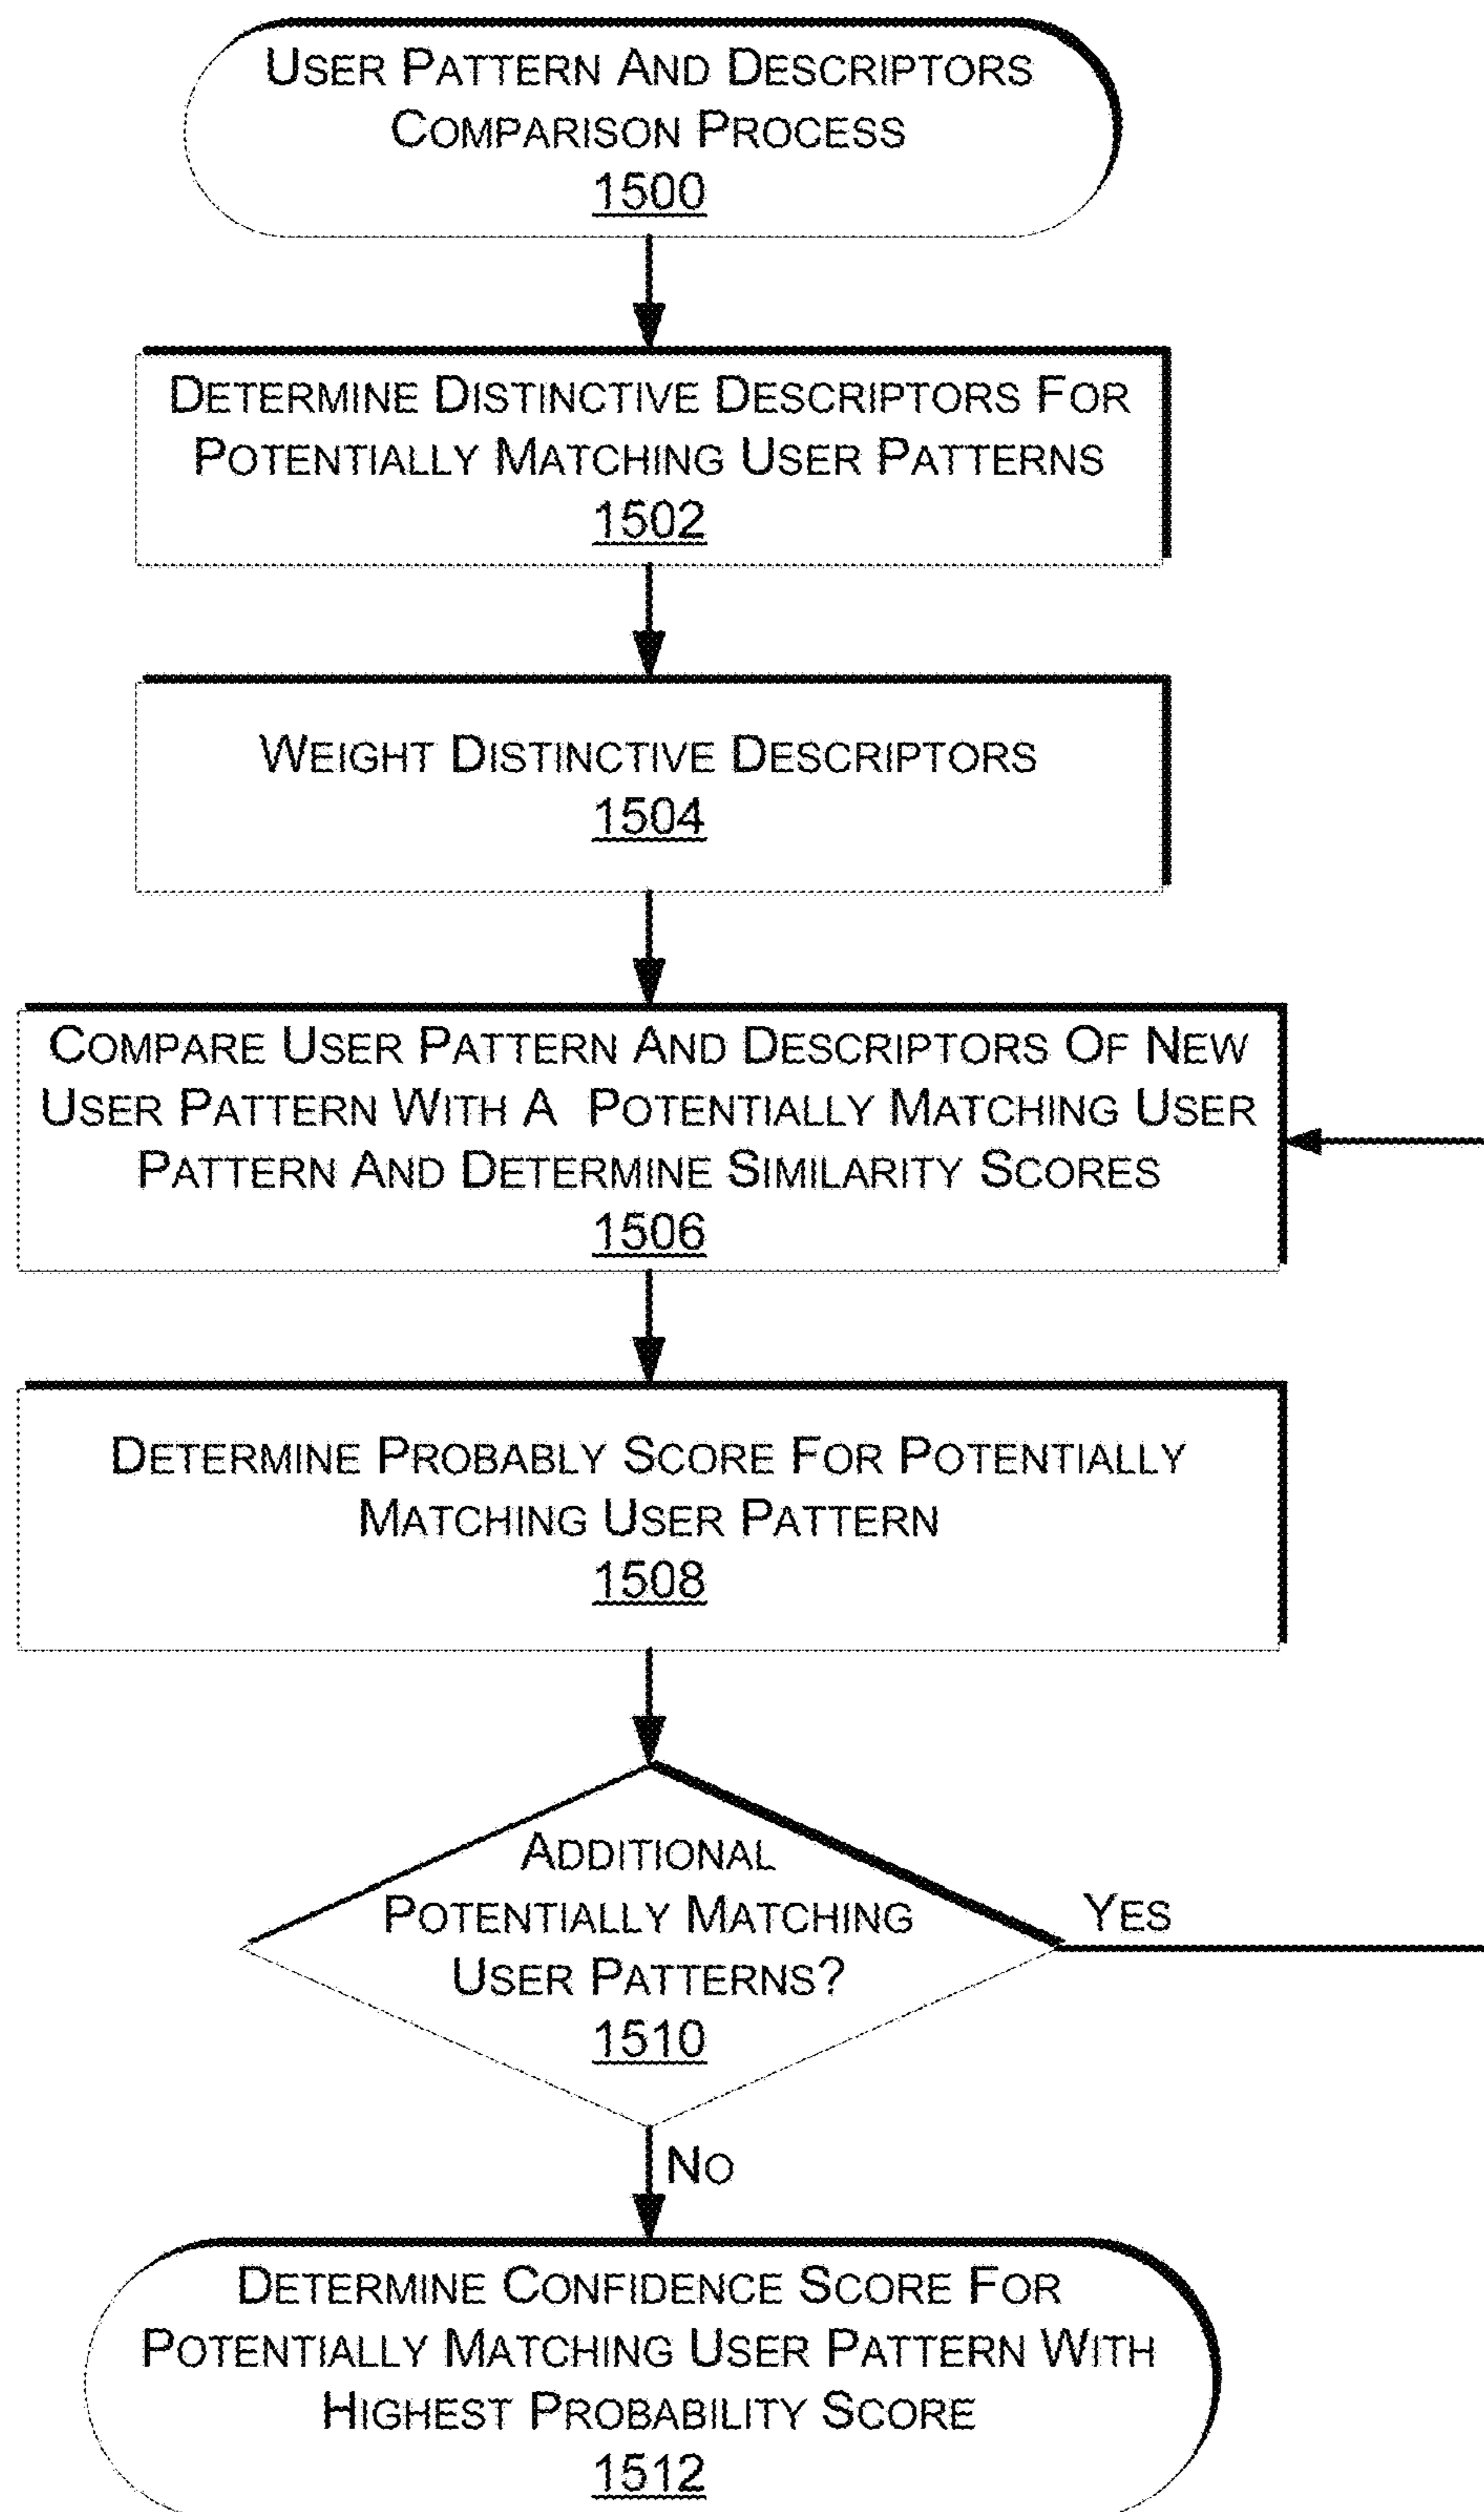 USER PATTERN AND DESCRIPTORS
COMPARISON PROCESS
1500
DETERMINE DISTINCTIVE DESCRIPTORS FOR
POTENTIALLY MATCHING USER PATTERNS
1502
WEIGHT DISTINCTIVE DESCRIPTORS
1504
COMPARE USER PATTERN AND DESCRIPTORS OF NEW
USER PATTERN WITH A POTENTIALLY MATCHING USER
PATTERN AND DETERMINE SIMILARITY SCORES
1506
DETERMINE PROBABLY SCORE FOR POTENTIALLY
MATCHING USER PATTERN
1508
ADDITIONAL
POTENTIALLY MATCHING
USER PATTERNS?
1510
YES
NO
DETERMINE CONFIDENCE SCORE FOR
POTENTIALLY MATCHING USER PATTERN WITH
HIGHEST PROBABILITY SCORE
1512